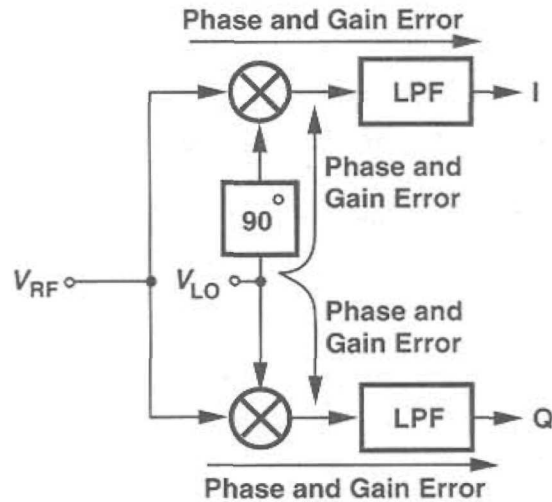 Phase and Gain Error
LPF
I
Phase and
Gain Error
90°
V_RF
V_LO
Phase and
Gain Error
LPF
Q
Phase and Gain Error